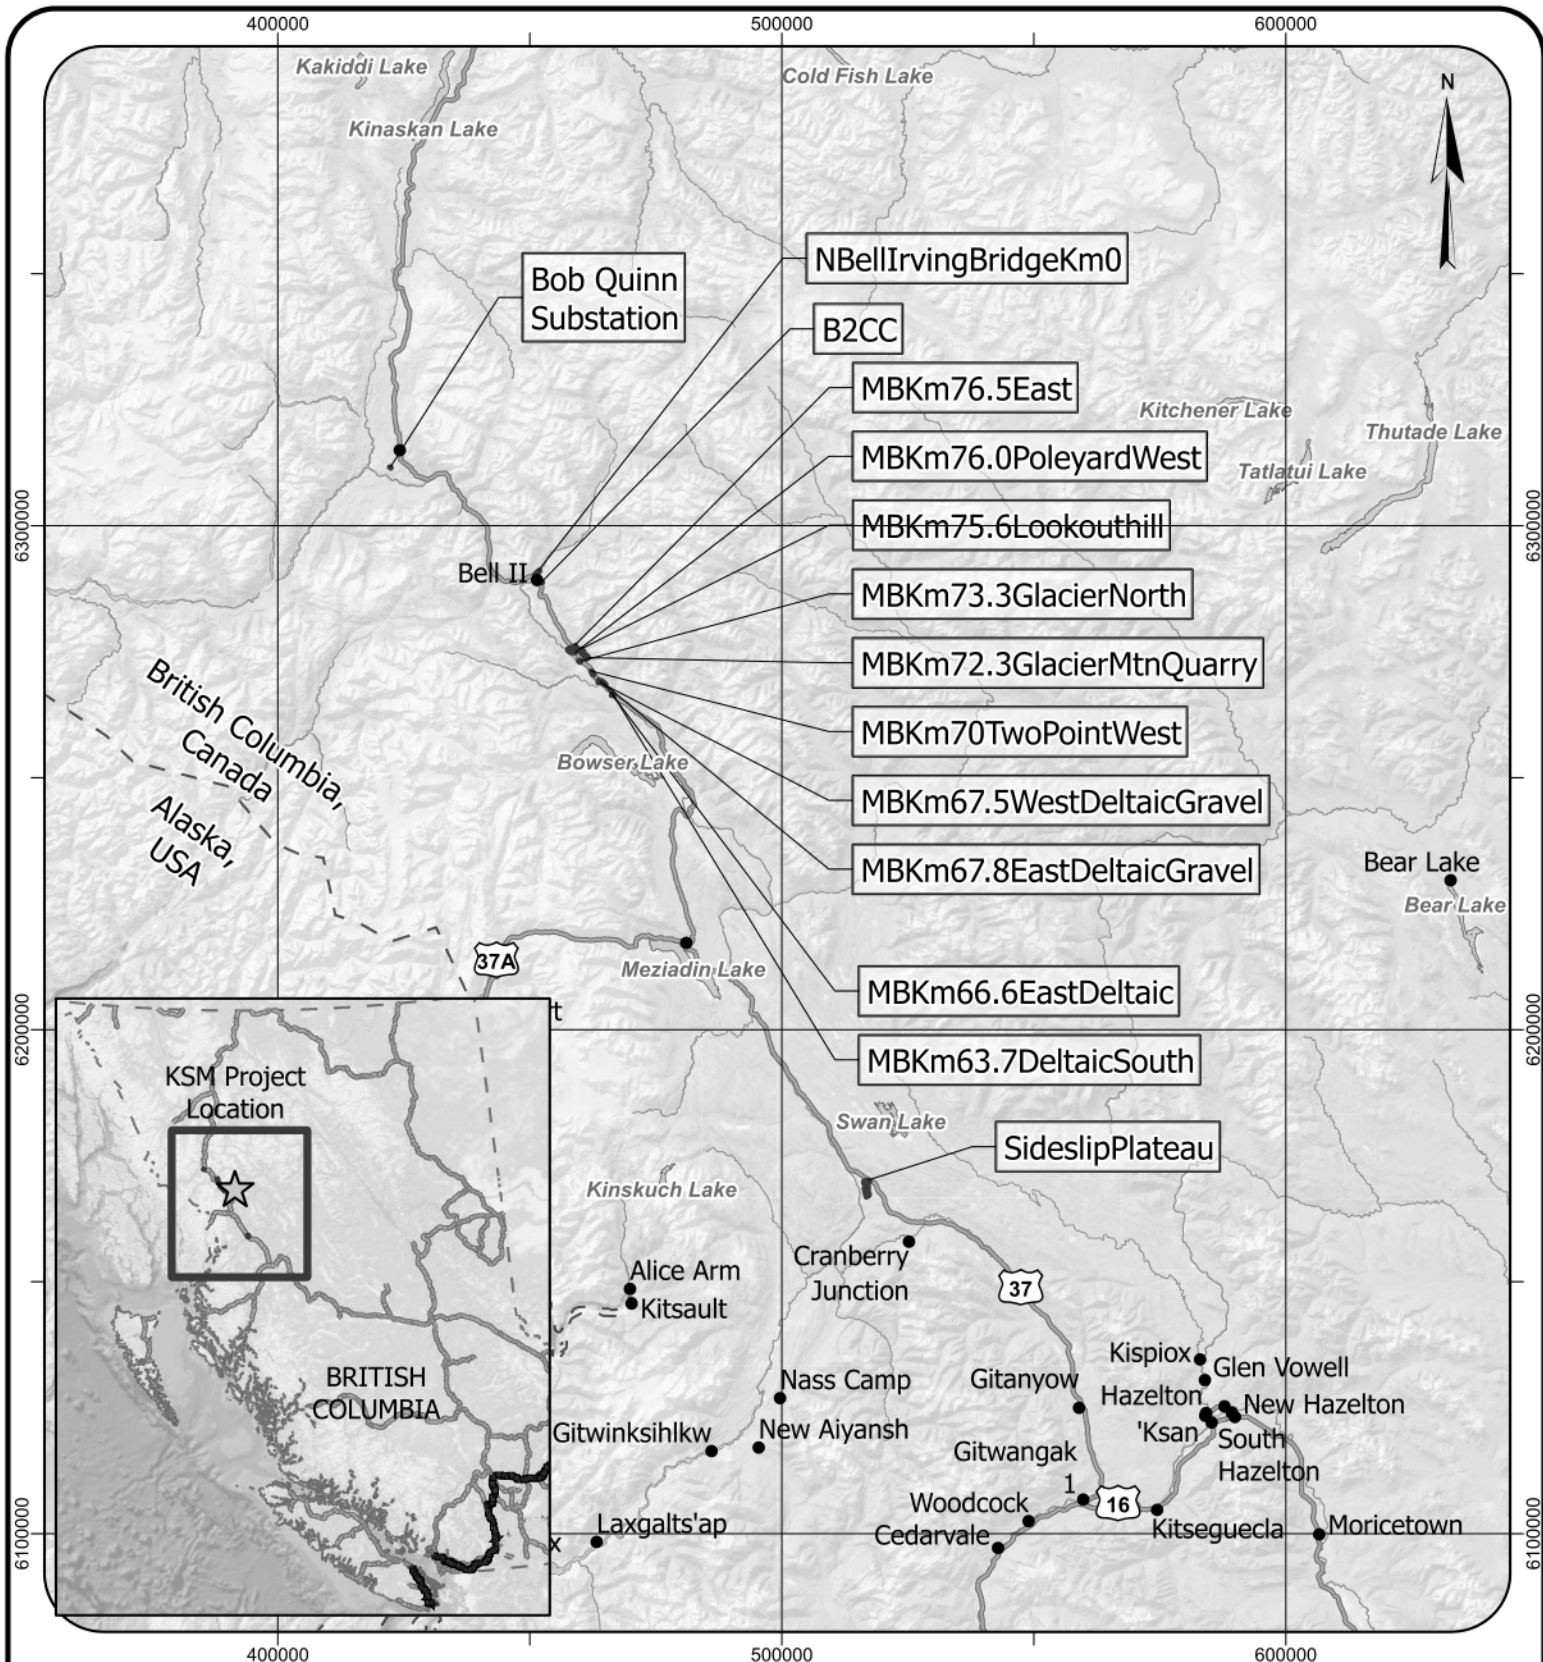 400000
500000
600000
Kakiddi Lake
Cold Fish Lake
N
Kinaskan Lake
NBellIrvingBridgeKm0
Bob Quinn
Substation
B2CC
MBKm76.5East
Kitchener Lake
Thutade Lake
MBKm76.0PoleyardWest
Tatlatui Lake
6300000
MBKm75.6Lookouthill
6300000
Bell II
MBKm73.3GlacierNorth
MBKm72.3GlacierMtnQuarry
British Columbia,
Canada
MBKm70TwoPointWest
Bowser Lake
Alaska,
USA
MBKm67.5WestDeltaicGravel
MBKm67.8EastDeltaicGravel
Bear Lake
Bear Lake
37A
Meziadin Lake
MBKm66.6EastDeltaic
rt
6200000
6200000
MBKm63.7DeltaicSouth
KSM Project
Location
Swan Lake
SideslipPlateau
Kinskuch Lake
Cranberry
Junction
Alice Arm
Kitsault
37
Kispiox
Glen Vowell
BRITISH
COLUMBIA
Nass Camp
Gitanyow
Hazelton
New Hazelton
Gitwinksihlkw
New Aiyansh
'Ksan
South
Hazelton
Gitwangak
1
16
Woodcock
Kitseguecla
Laxgalts'ap
Cedarvale
Moricetown
x
6100000
6100000
400000
500000
600000